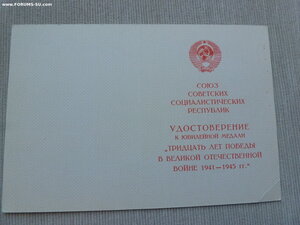 www.FORUMS-SU.com
СОЮЗ
СОВЕТСКИХ
СОЦИАЛИСТИЧЕСКИХ
РЕСПУБЛИК
УДОСТОВЕРЕНИЕ
К ЮБИЛЕЙНОЙ МЕДАЛИ
„ТРИДЦАТЬ ЛЕТ ПОБЕДЫ
В ВЕЛИКОЙ ОТЕЧЕСТВЕННОЙ
ВОЙНЕ 1941—1945 гг.“